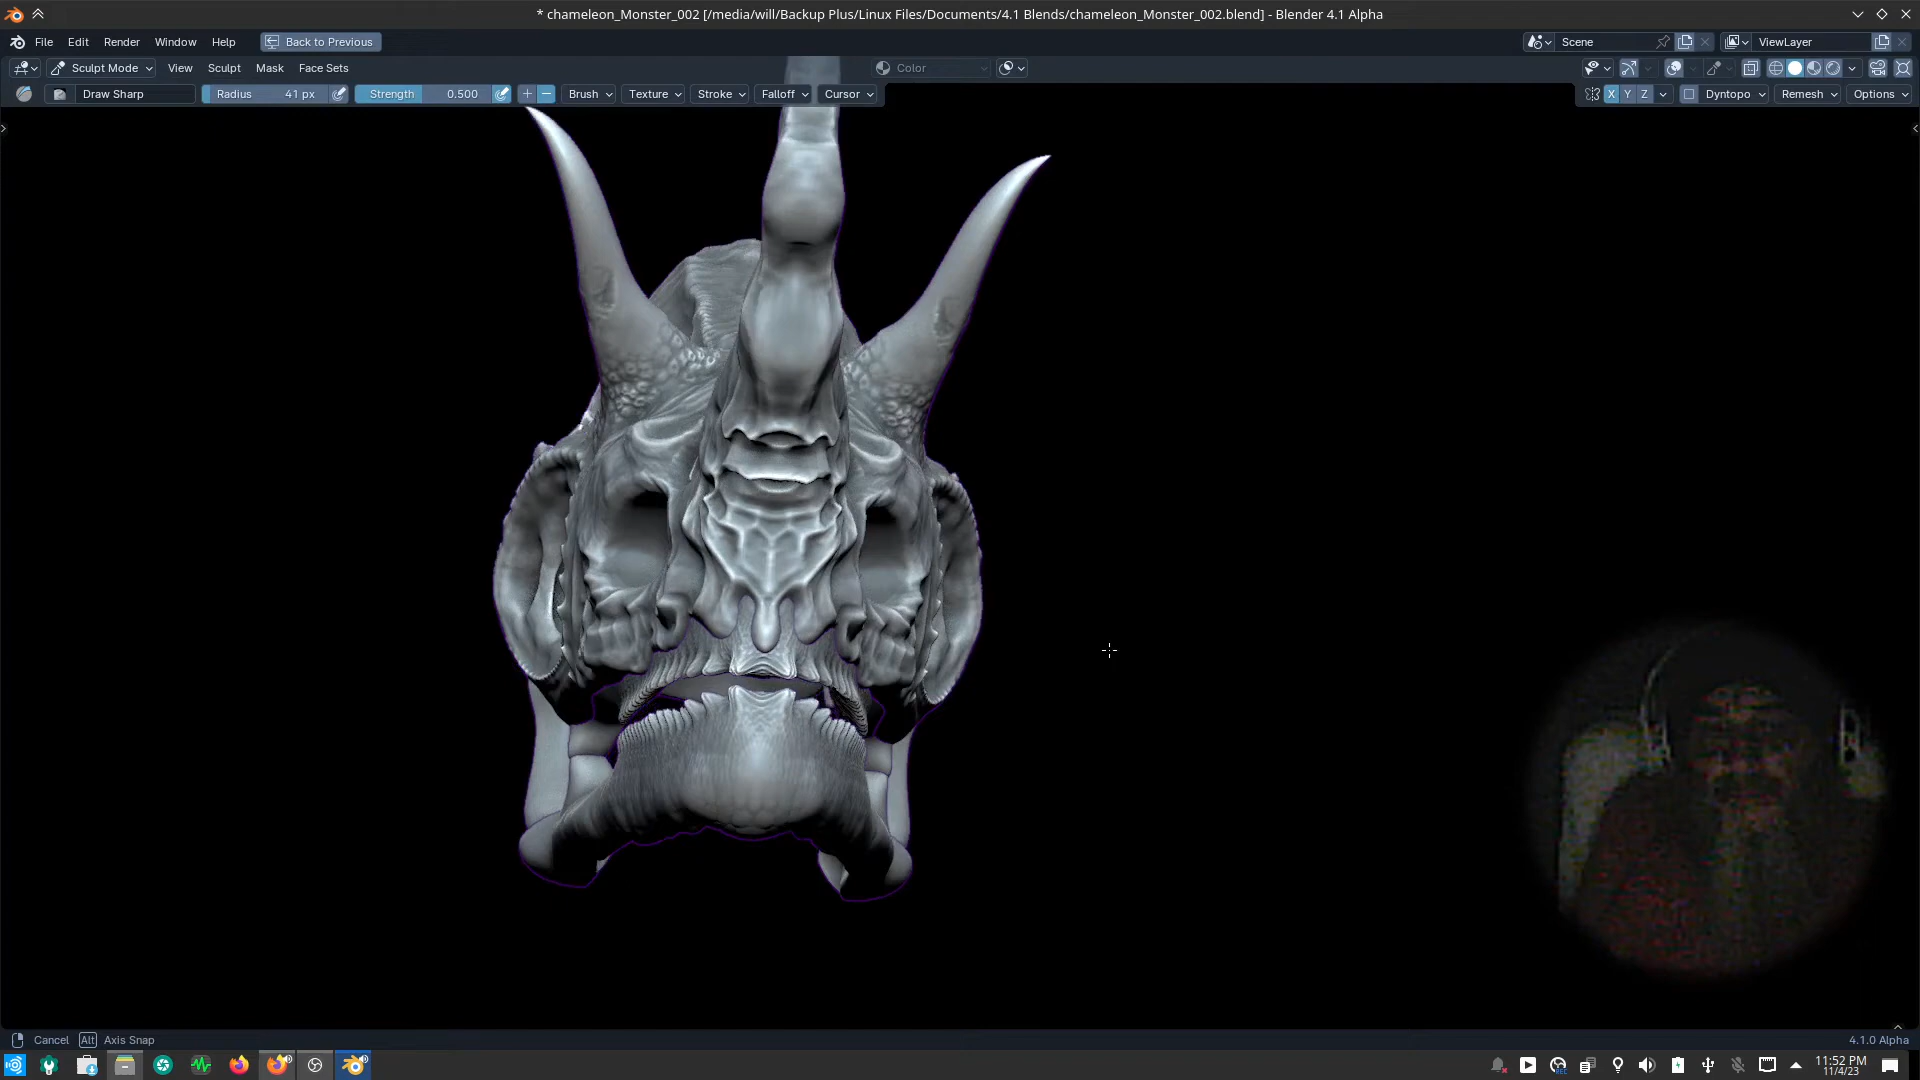 * chameleon_Monster_002 [/media/will/Backup Plus/Linux Files/Documents/4.1 Blends/chameleon_Monster_002.blend] - Blender 4.1 Alpha
File Edit Render Window Help Back to Previous Scene ViewLayer
Sculpt Mode View Sculpt Mask Face Sets Color
Draw Sharp Radius 41 px Strength 0.500 Brush Texture Stroke Falloff Cursor X Y Z Dyntopo Remesh Options
Cancel Alt Axis Snap 4.1.0 Alpha
11:52 PM
11/4/23